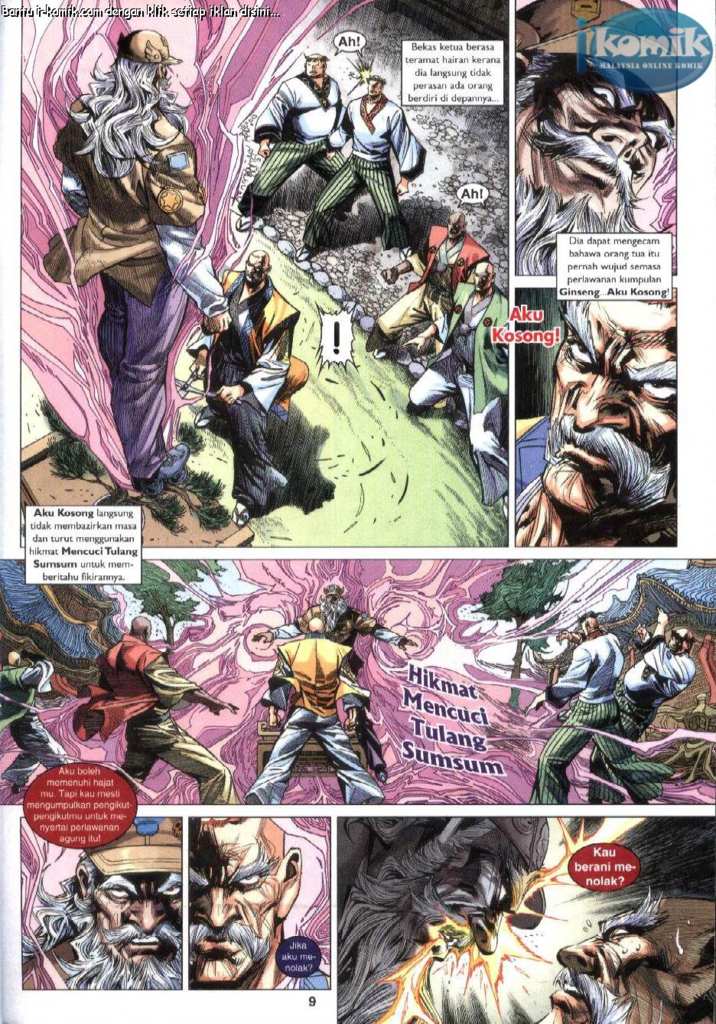 Bantu i-komik.com dengan klik setiap iklan disini...
ikomik
MALAYSIA ONLINE KOMIK
Ah!
Bekas ketua berasa
teramat hairan kerana
dia langsung tidak
perasan ada orang
berdiri di depannya...
Ah!
!
Dia dapat mengecam
bahawa orang tua itu
pernah wujud semasa
perlawanan kumpulan
Ginseng...Aku Kosong!
Aku
Kosong!
Aku Kosong langsung
tidak membazirkan masa
dan turut menggunakan
hikmat Mencuci Tulang
Sumsum untuk mem-
beritahu fikirannya.
Hikmat
Mencuci
Tulang
Sumsum
Aku boleh
memenuhi hajat
mu. Tapi kau mesti
mengumpulkan pengikut-
pengikutmu untuk me-
nyertai perlawanan
agung itu!
Jika
aku me-
nolak?
Kau
berani me-
nolak?
9